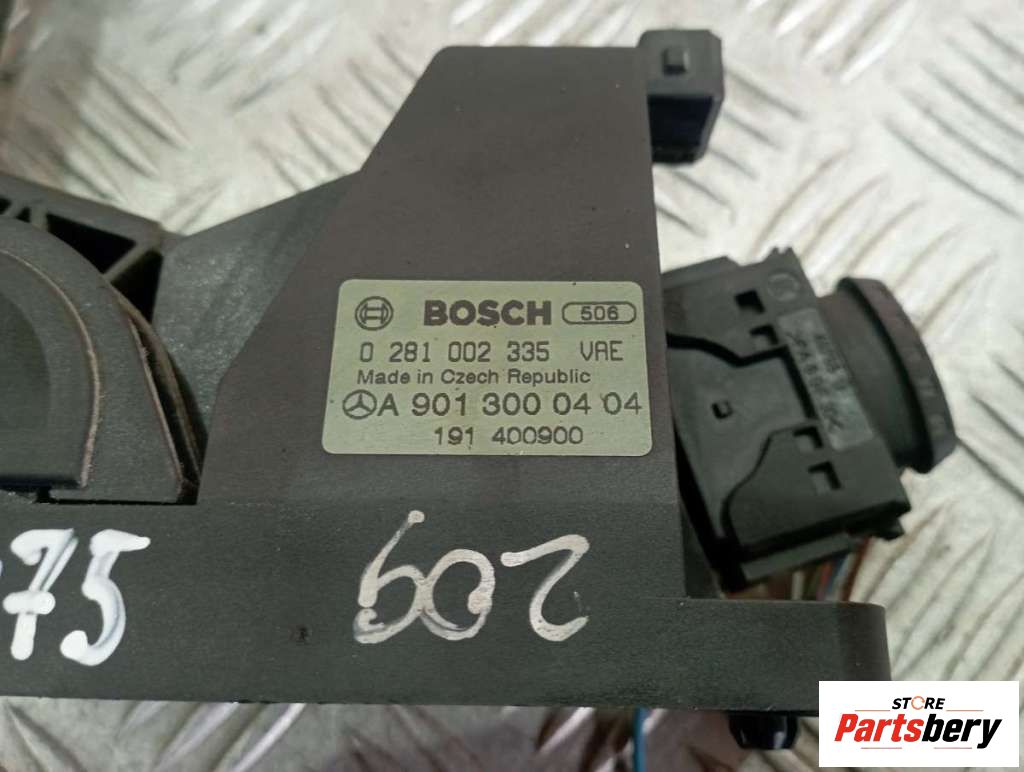 BOSCH 506
0 281 002 335 VAE
Made in Czech Republic
A 901 300 04 04
191 400900
75
602
STORE
Partsbery